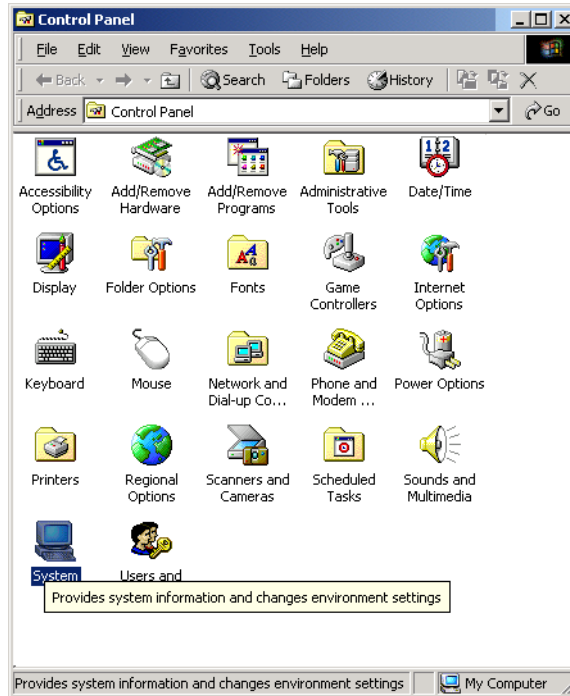 Control Panel
File Edit View Favorites Tools Help
Back Search Folders History
Address Control Panel Go
Accessibility Options
Add/Remove Hardware
Add/Remove Programs
Administrative Tools
Date/Time
Display
Folder Options
Fonts
Game Controllers
Internet Options
Keyboard
Mouse
Network and Dial-up Co...
Phone and Modem ...
Power Options
Printers
Regional Options
Scanners and Cameras
Scheduled Tasks
Sounds and Multimedia
System
Users and
Provides system information and changes environment settings
Provides system information and changes environment settings My Computer